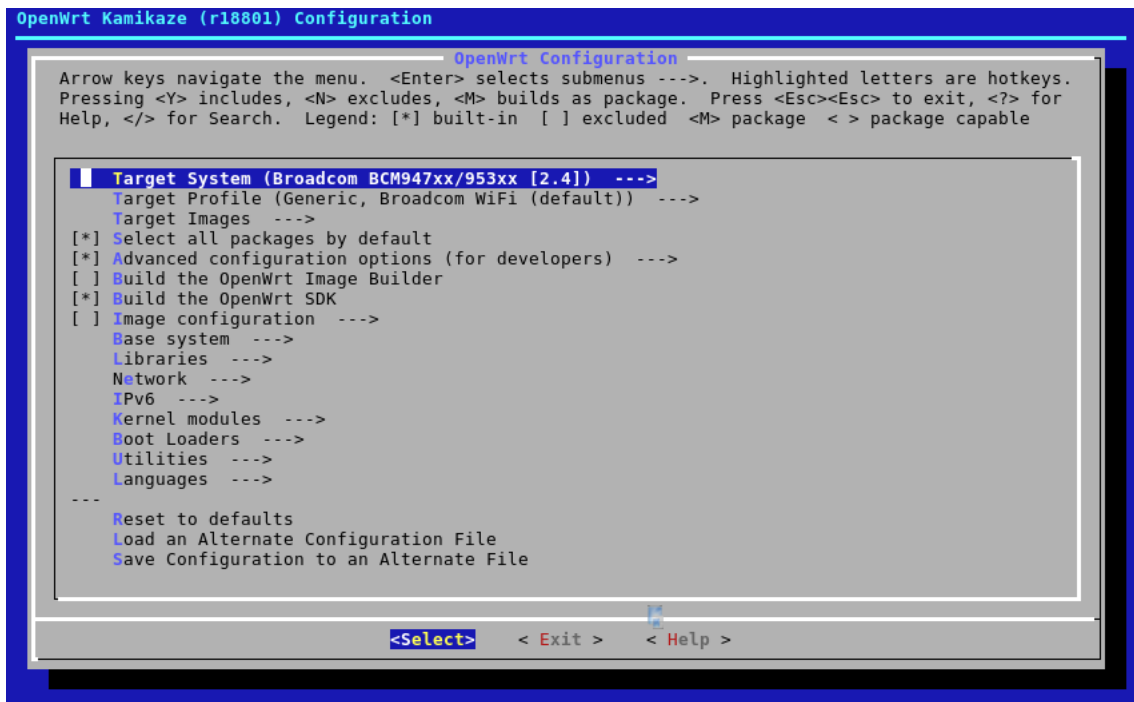 OpenWrt Kamikaze (r18801) Configuration
OpenWrt Configuration
Arrow keys navigate the menu.  <Enter> selects submenus --->.  Highlighted letters are hotkeys.
Pressing <Y> includes, <N> excludes, <M> builds as package.  Press <Esc><Esc> to exit, <?> for
Help, </> for Search.  Legend: [*] built-in  [ ] excluded  <M> package  < > package capable
Target System (Broadcom BCM947xx/953xx [2.4])  --->
Target Profile (Generic, Broadcom WiFi (default))  --->
Target Images  --->
[*] Select all packages by default
[*] Advanced configuration options (for developers)  --->
[ ] Build the OpenWrt Image Builder
[*] Build the OpenWrt SDK
[ ] Image configuration  --->
Base system  --->
Libraries  --->
Network  --->
IPv6  --->
Kernel modules  --->
Boot Loaders  --->
Utilities  --->
Languages  --->
---
Reset to defaults
Load an Alternate Configuration File
Save Configuration to an Alternate File
<Select>    < Exit >    < Help >